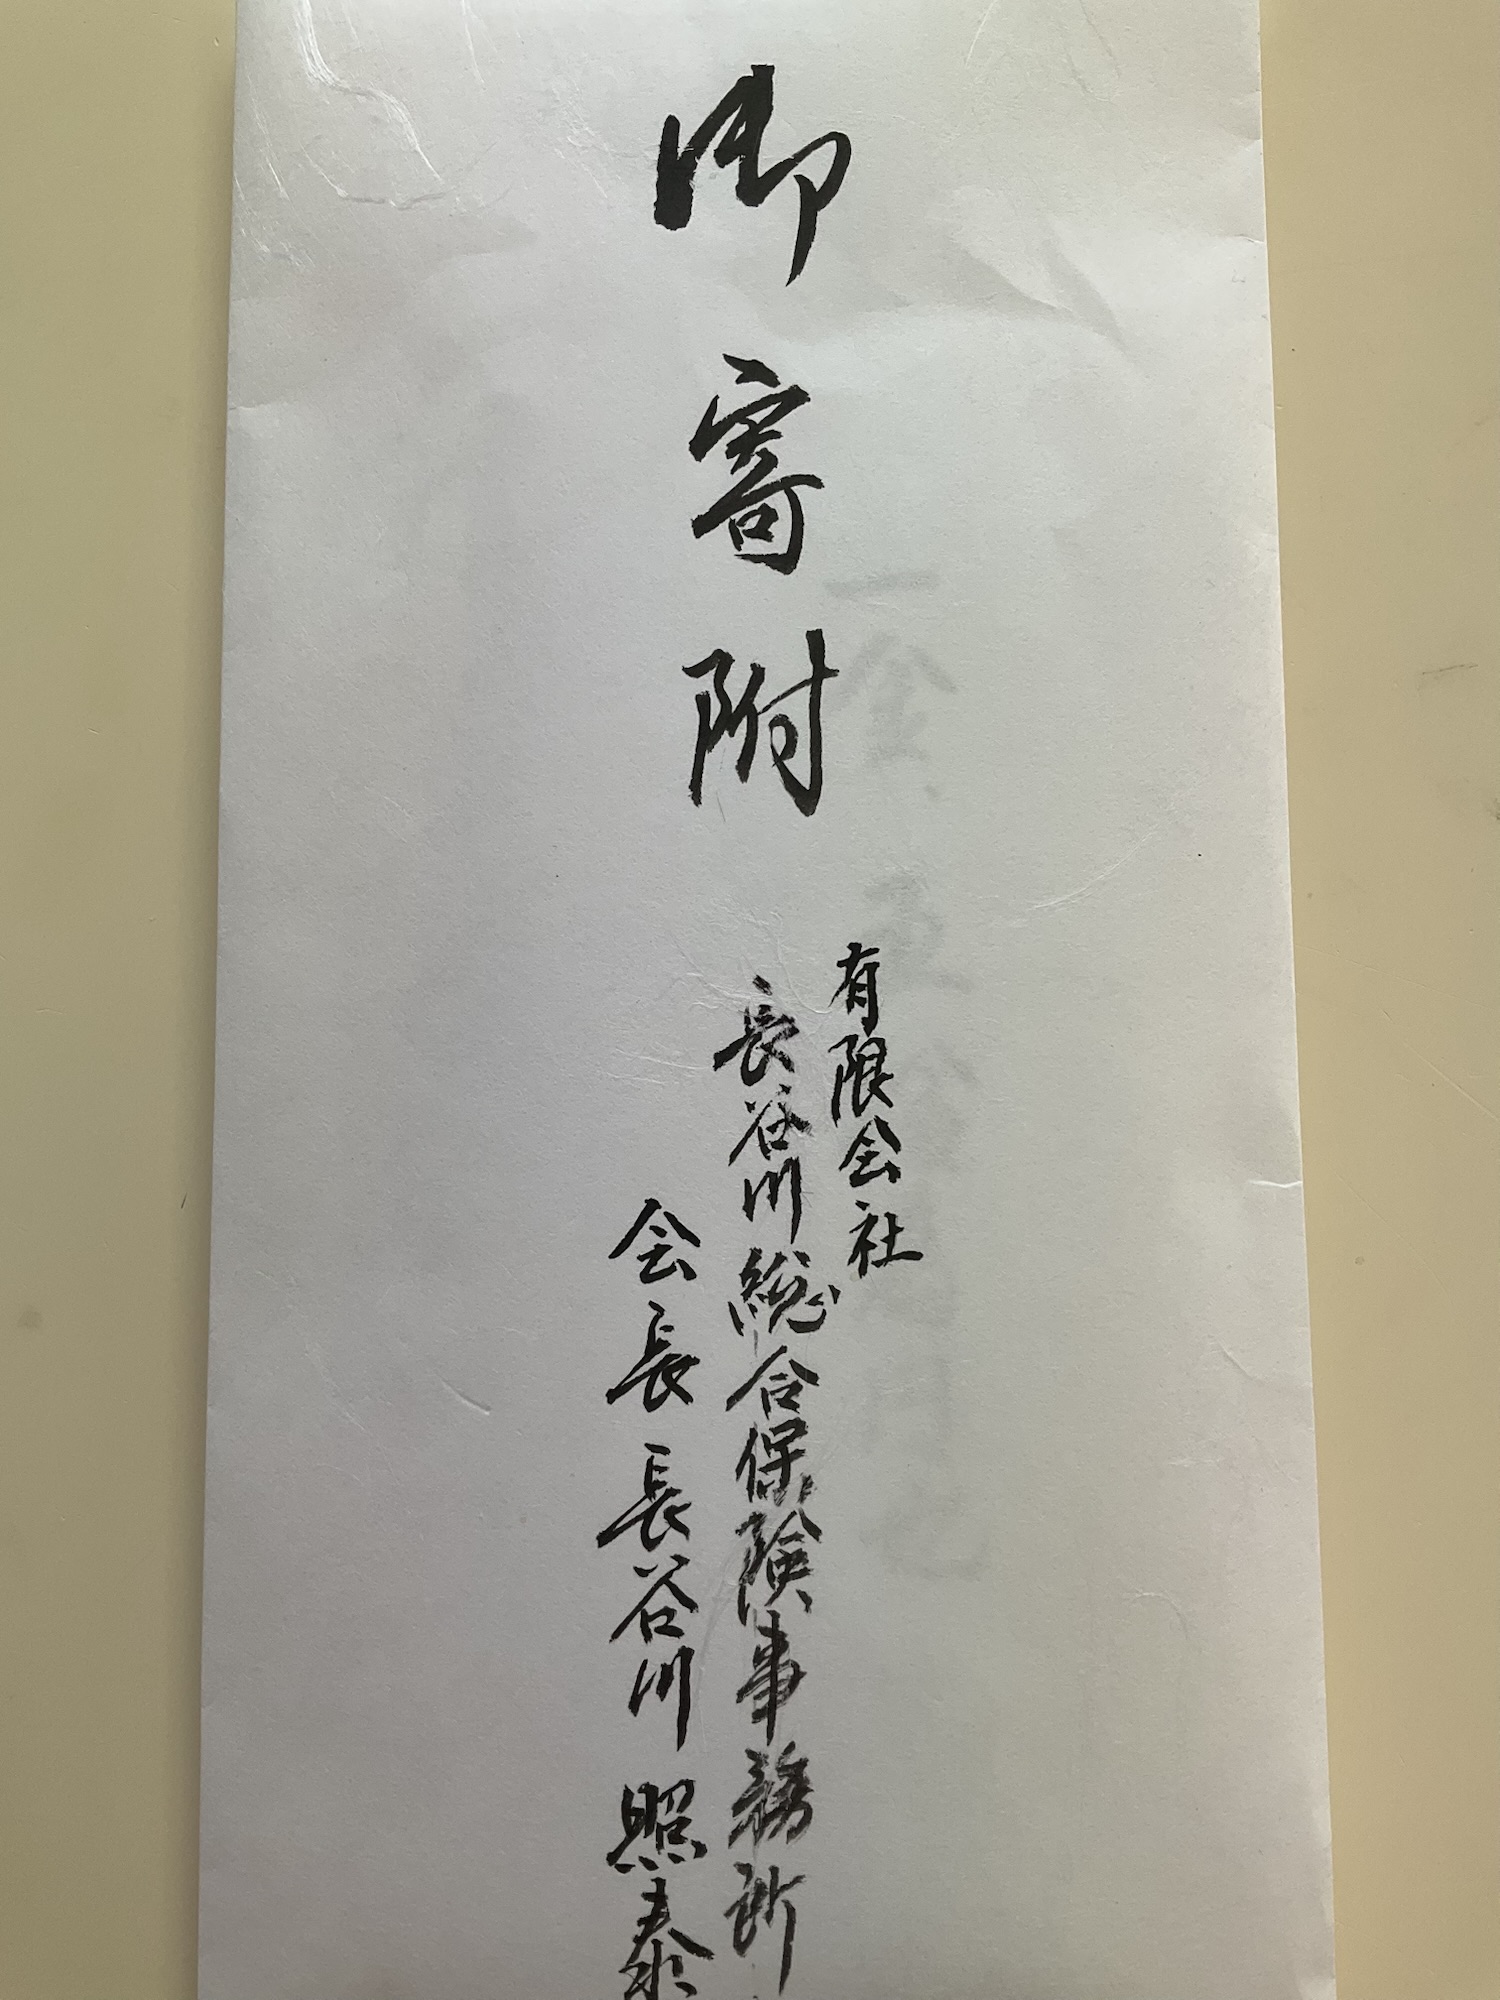 御寄附
有限会社
長谷川総合保険事務所
会長 長谷川 照泰